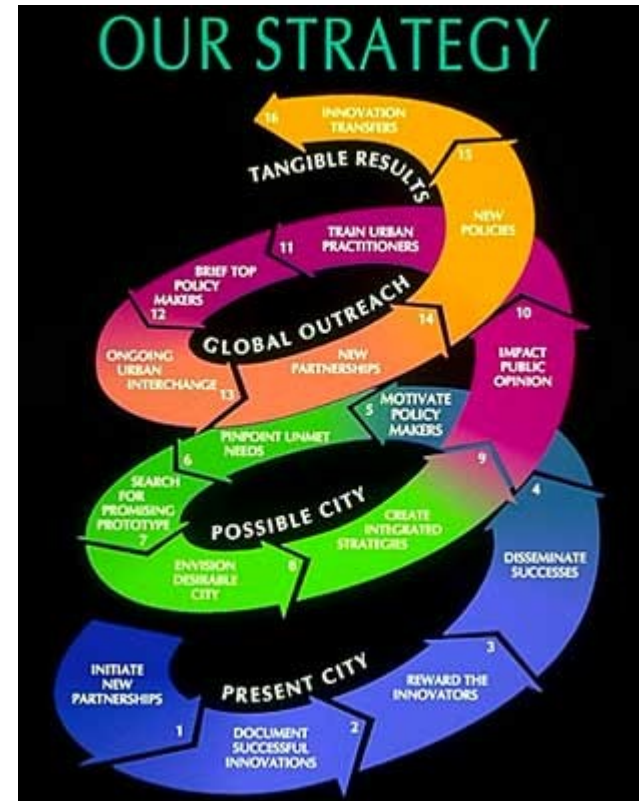 OUR STRATEGY
16
INNOVATION
TRANSFERS
TANGIBLE RESULTS
15
NEW
POLICIES
TRAIN URBAN
PRACTITIONERS
11
BRIEF TOP
POLICY
MAKERS
12
GLOBAL OUTREACH
14
10
ONGOING
URBAN
INTERCHANGE
13
NEW
PARTNERSHIPS
IMPACT
PUBLIC
OPINION
5
MOTIVATE
POLICY
MAKERS
PINPOINT UNMET
NEEDS
6
9
SEARCH
FOR
PROMISING
PROTOTYPE
7
POSSIBLE CITY
4
CREATE
INTEGRATED
STRATEGIES
ENVISION
DESIRABLE
CITY
8
DISSEMINATE
SUCCESSES
3
INITIATE
NEW
PARTNERSHIPS
PRESENT CITY
REWARD THE
INNOVATORS
1
DOCUMENT
SUCCESSFUL
INNOVATIONS
2